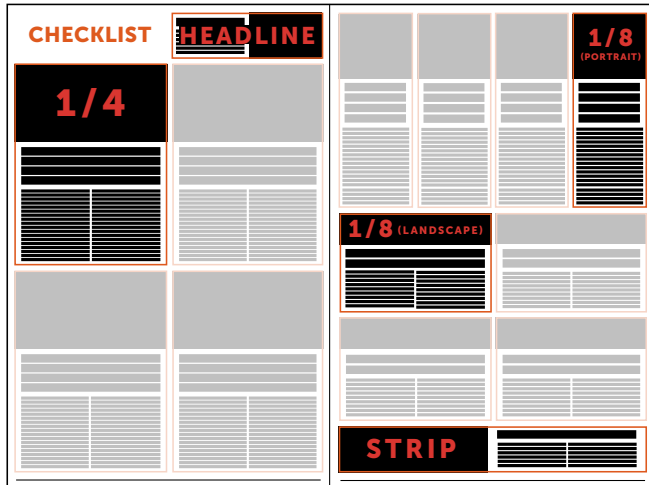 CHECKLIST
HEADLINE
1/4
1/8
(PORTRAIT)
1/8 (LANDSCAPE)
STRIP